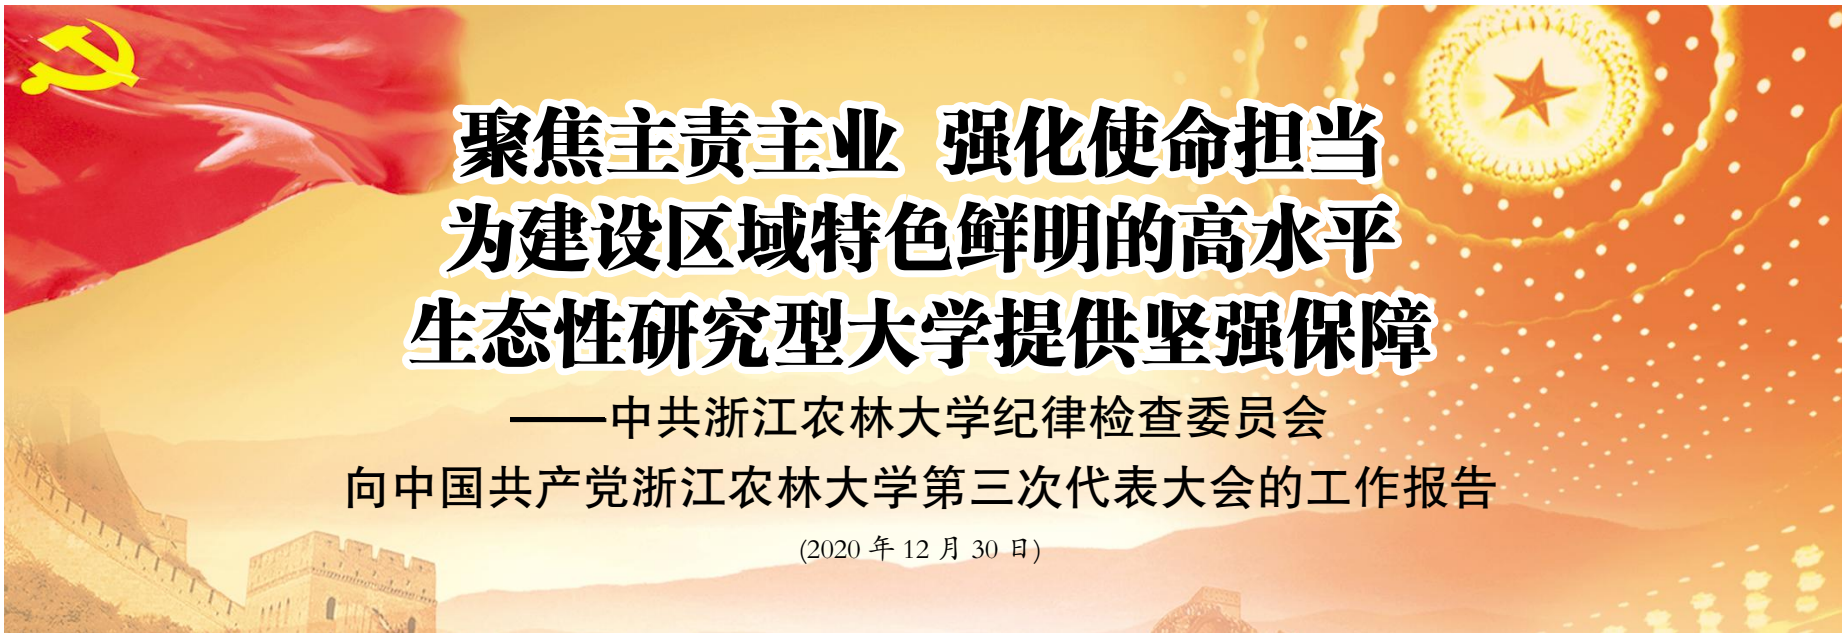 聚焦主责主业 强化使命担当
为建设区域特色鲜明的高水平
生态性研究型大学提供坚强保障
——中共浙江农林大学纪律检查委员会
向中国共产党浙江农林大学第三次代表大会的工作报告
(2020 年 12 月 30 日)